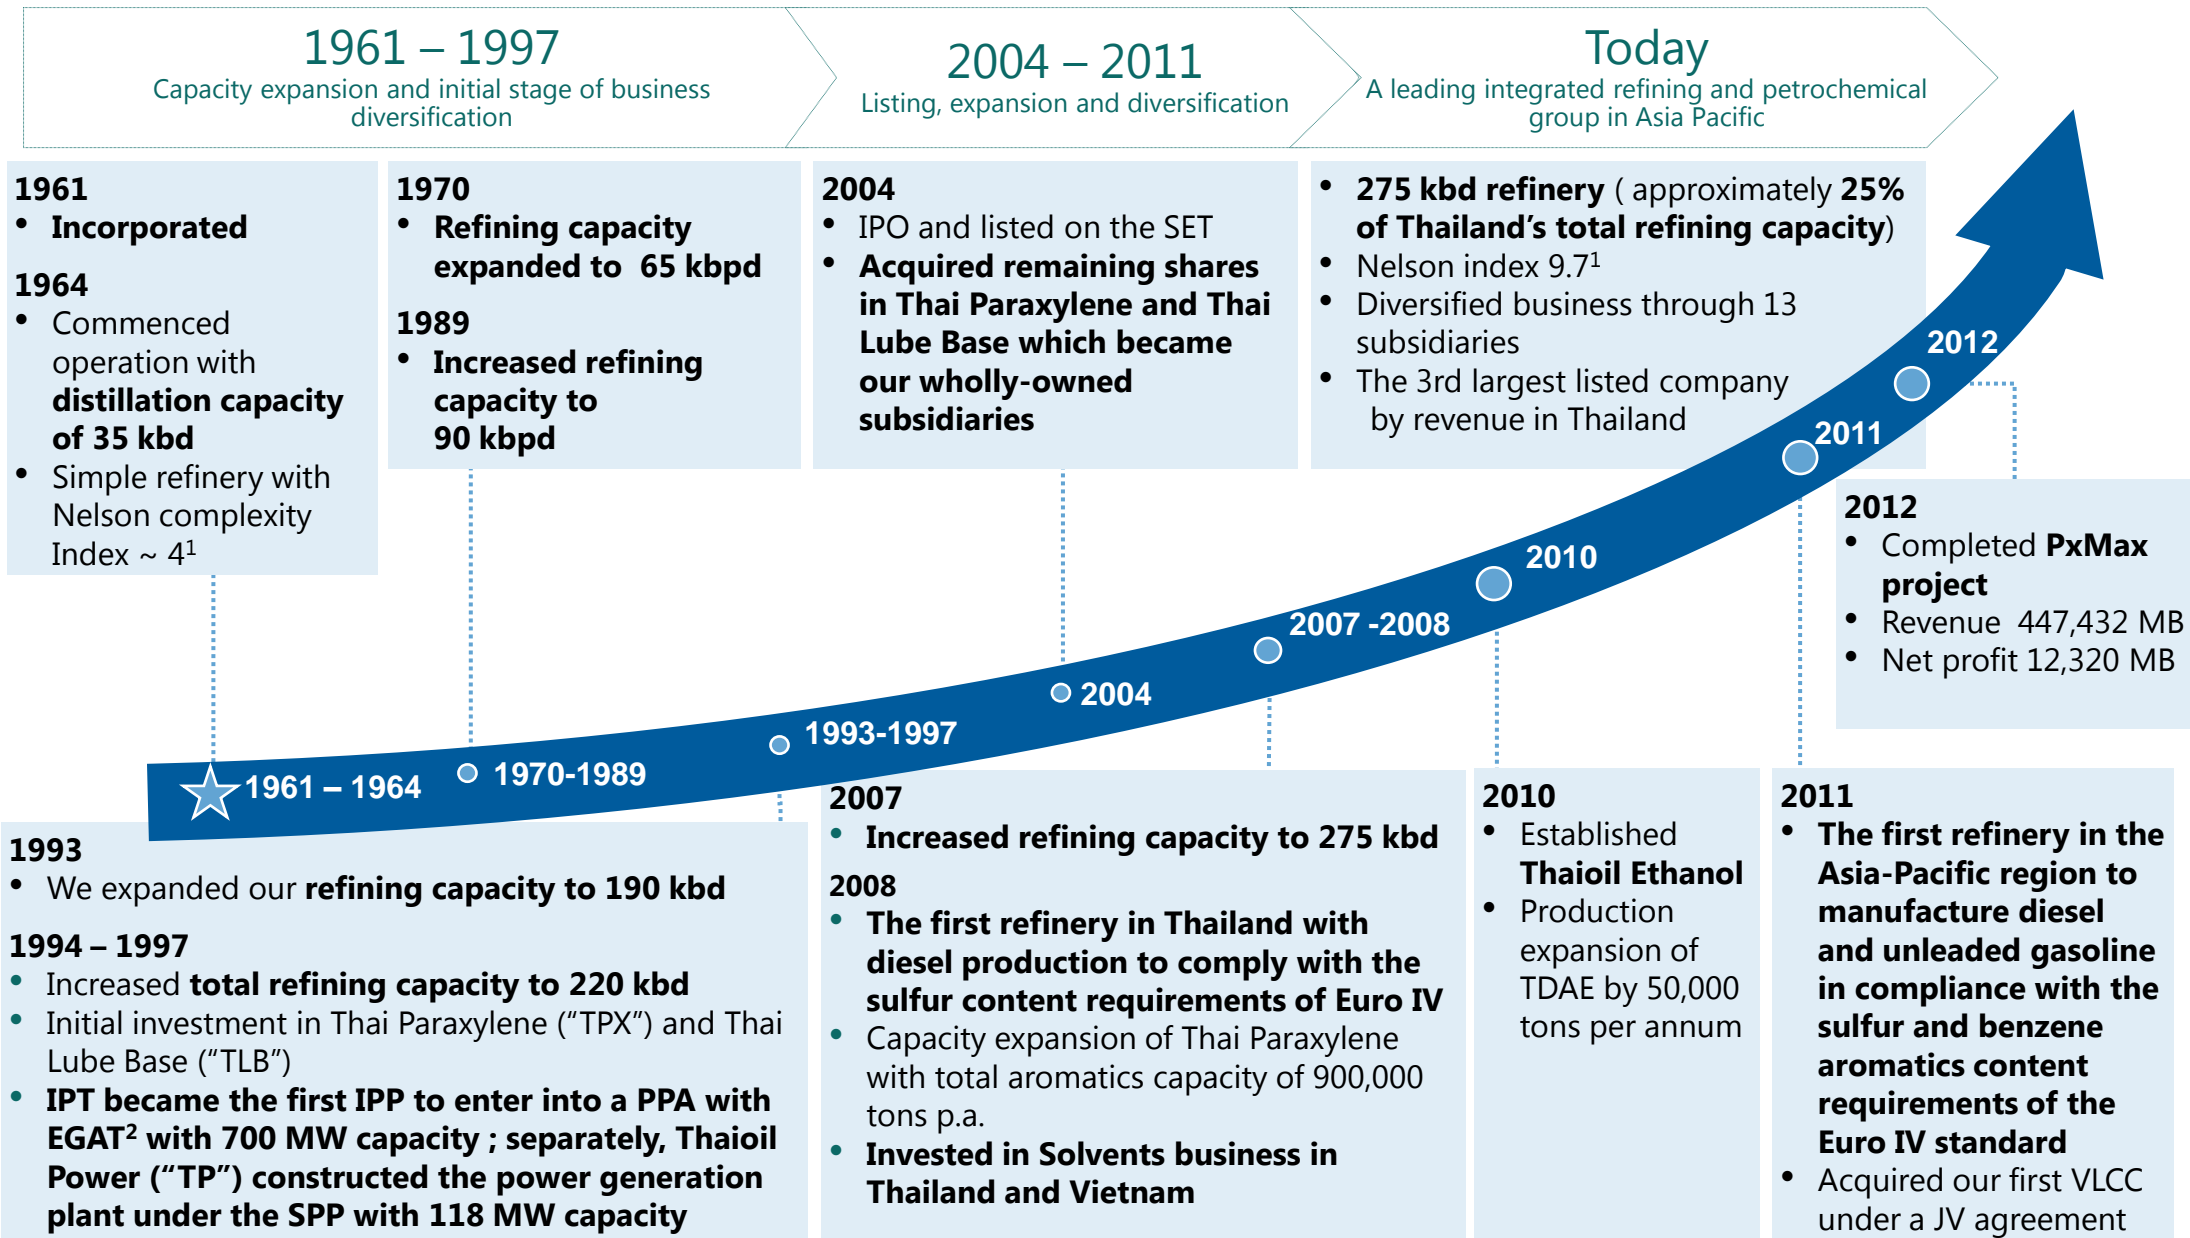 1961 – 1997
Capacity expansion and initial stage of business
diversification
2004 – 2011
Listing, expansion and diversification
Today
A leading integrated refining and petrochemical
group in Asia Pacific
1961
• Incorporated
1964
• Commenced
operation with
distillation capacity
of 35 kbd
• Simple refinery with
Nelson complexity
Index ~ 4¹
1970
• Refining capacity
expanded to 65 kbpd
1989
• Increased refining
capacity to
90 kbpd
2004
• IPO and listed on the SET
• Acquired remaining shares
in Thai Paraxylene and Thai
Lube Base which became
our wholly-owned
subsidiaries
• 275 kbd refinery ( approximately 25%
of Thailand’s total refining capacity)
• Nelson index 9.7¹
• Diversified business through 13
subsidiaries
• The 3rd largest listed company
by revenue in Thailand
2012
2011
2010
2007 -2008
2004
1993-1997
1970-1989
1961 – 1964
2012
• Completed PxMax
project
• Revenue 447,432 MB
• Net profit 12,320 MB
1993
• We expanded our refining capacity to 190 kbd
1994 – 1997
• Increased total refining capacity to 220 kbd
• Initial investment in Thai Paraxylene (“TPX”) and Thai
Lube Base (“TLB”)
• IPT became the first IPP to enter into a PPA with
EGAT² with 700 MW capacity ; separately, Thaioil
Power (“TP”) constructed the power generation
plant under the SPP with 118 MW capacity
2007
• Increased refining capacity to 275 kbd
2008
• The first refinery in Thailand with
diesel production to comply with the
sulfur content requirements of Euro IV
• Capacity expansion of Thai Paraxylene
with total aromatics capacity of 900,000
tons p.a.
• Invested in Solvents business in
Thailand and Vietnam
2010
• Established
Thaioil Ethanol
• Production
expansion of
TDAE by 50,000
tons per annum
2011
• The first refinery in the
Asia-Pacific region to
manufacture diesel
and unleaded gasoline
in compliance with the
sulfur and benzene
aromatics content
requirements of the
Euro IV standard
• Acquired our first VLCC
under a JV agreement